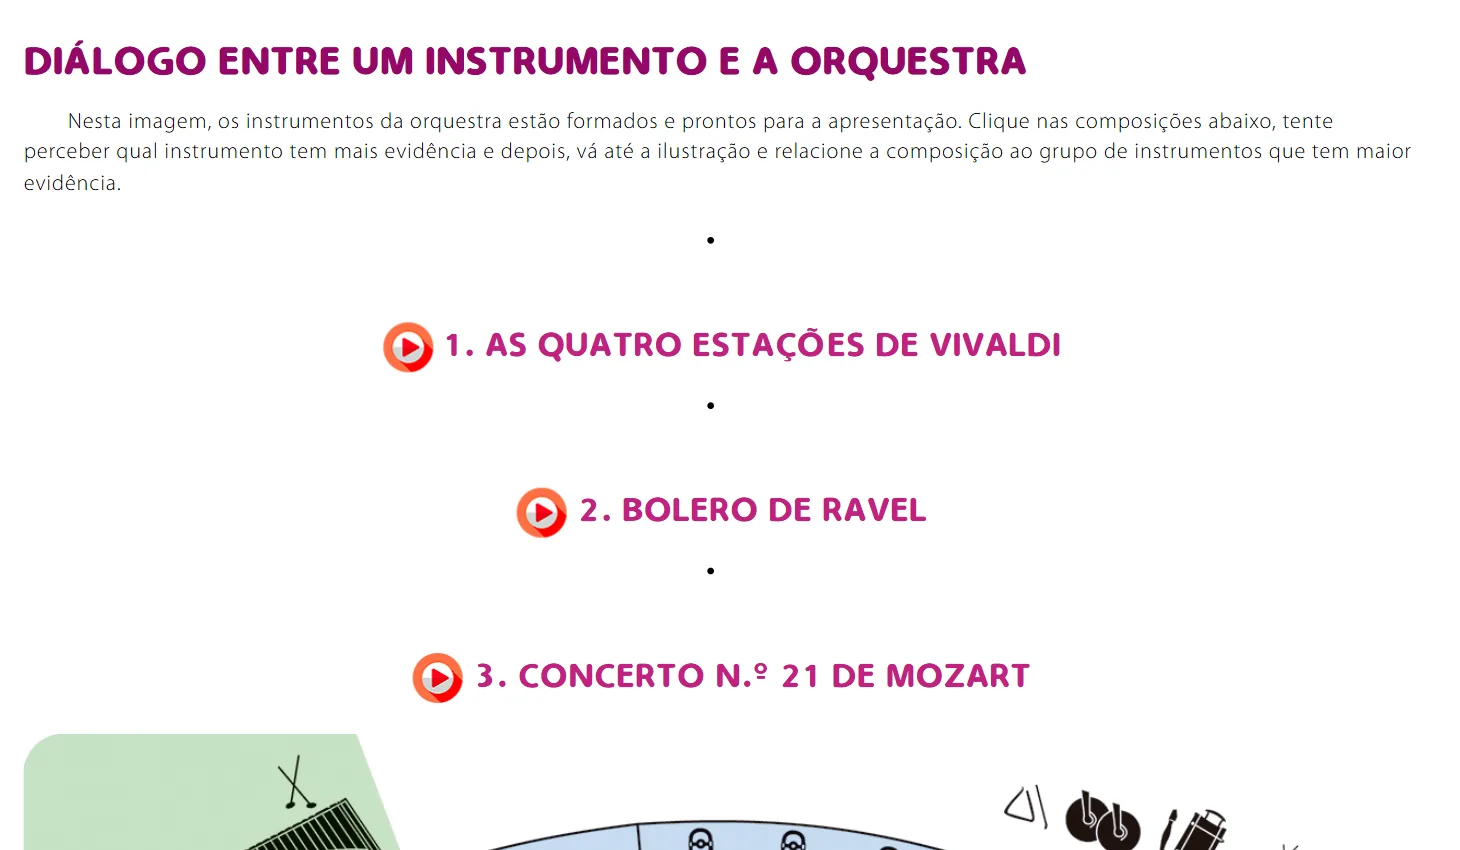 DIÁLOGO ENTRE UM INSTRUMENTO E A ORQUESTRA
Nesta imagem, os instrumentos da orquestra estão formados e prontos para a apresentação. Clique nas composições abaixo, tente
perceber qual instrumento tem mais evidência e depois, vá até a ilustração e relacione a composição ao grupo de instrumentos que tem maior
evidência.
1. AS QUATRO ESTAÇÕES DE VIVALDI
2. BOLERO DE RAVEL
3. CONCERTO N.º 21 DE MOZART